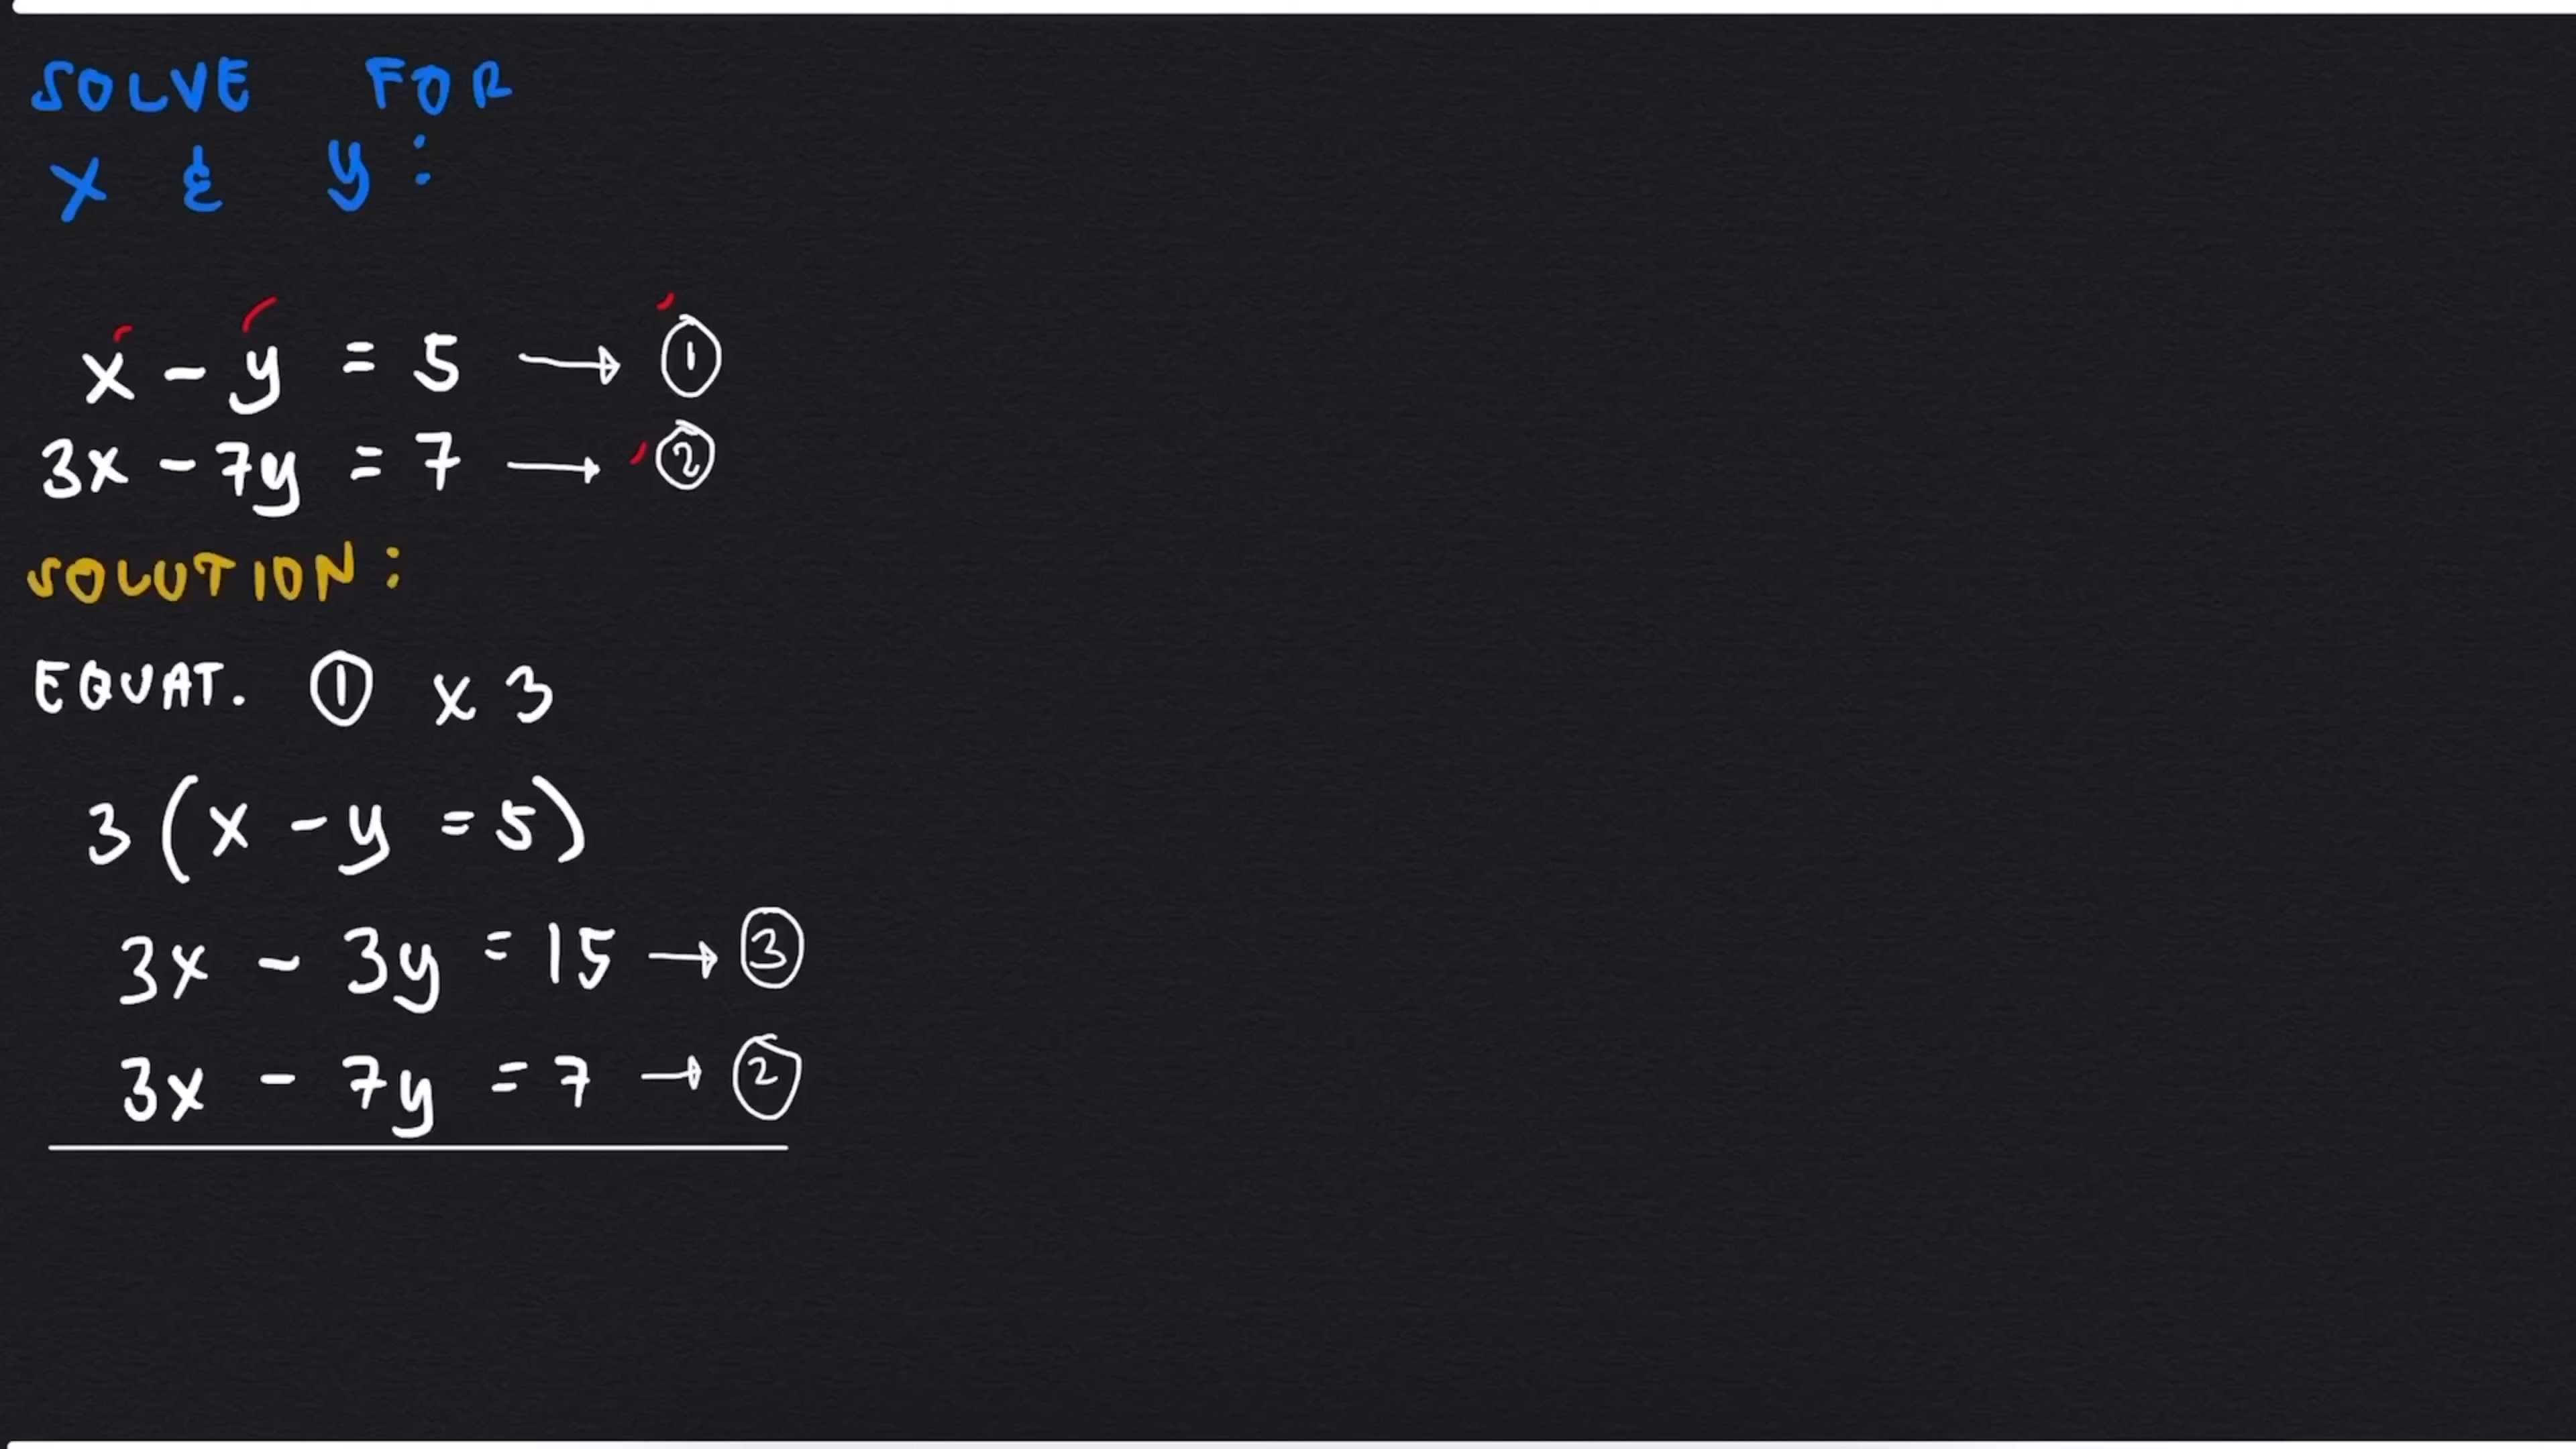 SOLVE FOR
x & y:
x - y = 5 → ①
3x - 7y = 7 → ②
SOLUTION:
EQUAT. ① x 3
3 (x - y = 5)
3x - 3y = 15 → ③
3x - 7y = 7 → ②